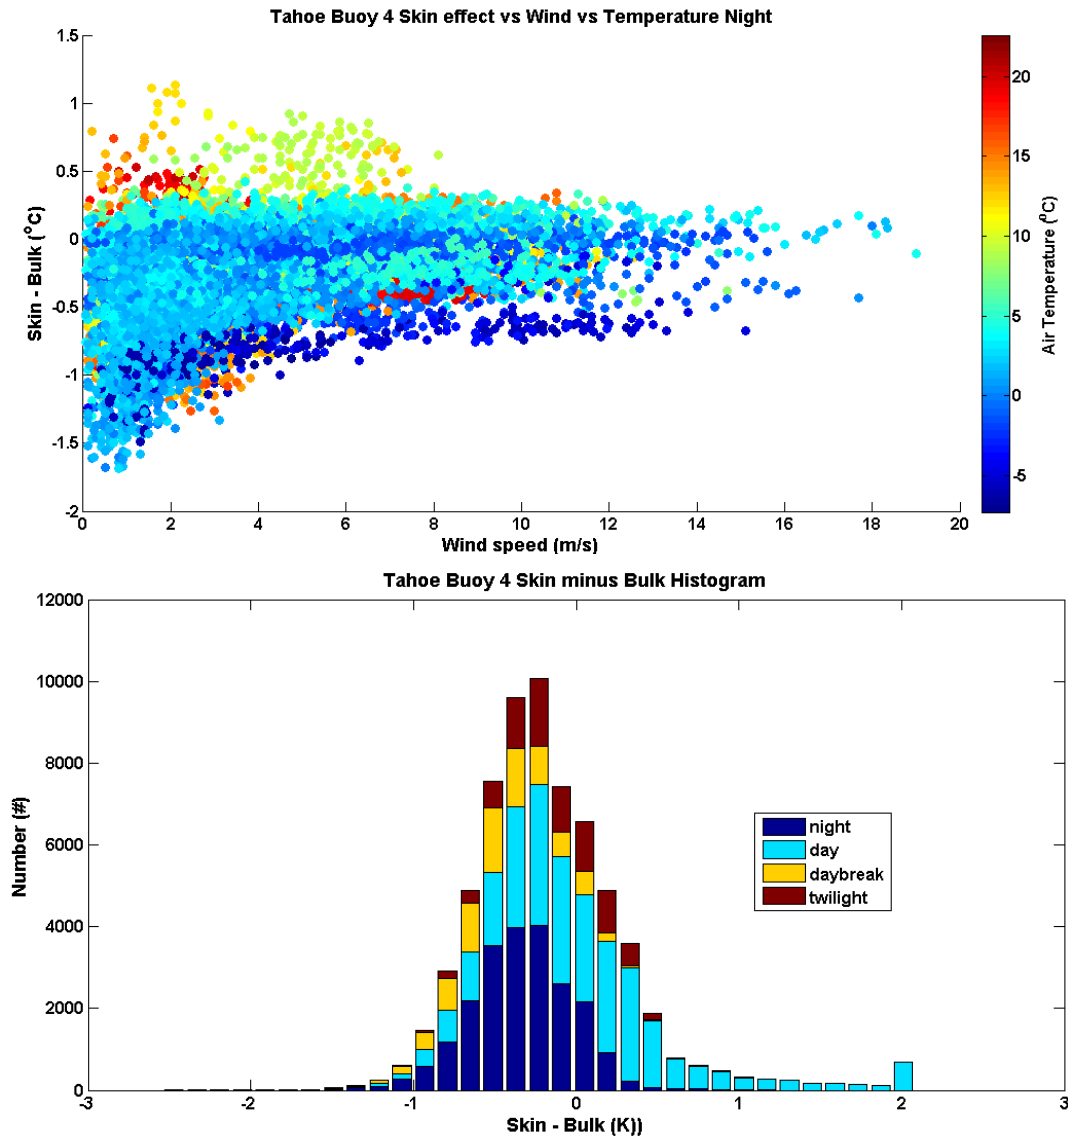 Tahoe Buoy 4 Skin effect vs Wind vs Temperature Night
1.5
1
0.5
0
-0.5
-1
-1.5
-2
Skin - Bulk (°C)
0 2 4 6 8 10 12 14 16 18 20
Wind speed (m/s)
20
15
10
5
0
-5
Air Temperature (°C)
Tahoe Buoy 4 Skin minus Bulk Histogram
12000
10000
8000
6000
4000
2000
0
Number (#)
night
day
daybreak
twilight
-3 -2 -1 0 1 2 3
Skin - Bulk (K))